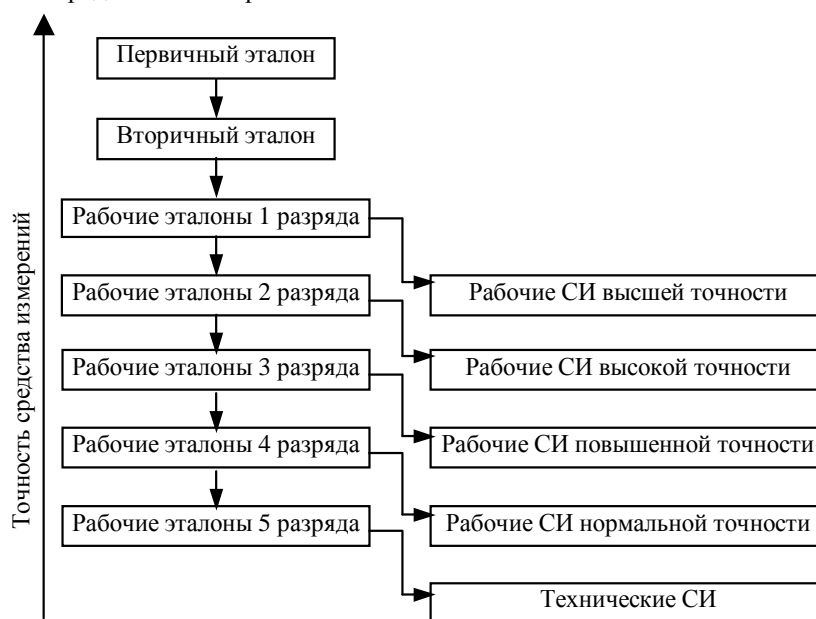 Первичный эталон
Вторичный эталон
Рабочие эталоны 1 разряда
Рабочие эталоны 2 разряда
Рабочие СИ высшей точности
Рабочие эталоны 3 разряда
Рабочие СИ высокой точности
Рабочие эталоны 4 разряда
Рабочие СИ повышенной точности
Рабочие эталоны 5 разряда
Рабочие СИ нормальной точности
Технические СИ
Точность средства измерений